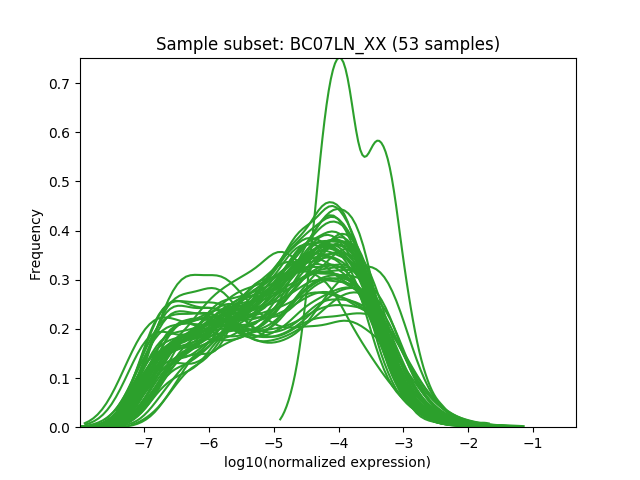 Sample subset: BC07LN_XX (53 samples)
Frequency
0.7
0.6
0.5
0.4
0.3
0.2
0.1
0.0
−7 −6 −5 −4 −3 −2 −1
log10(normalized expression)